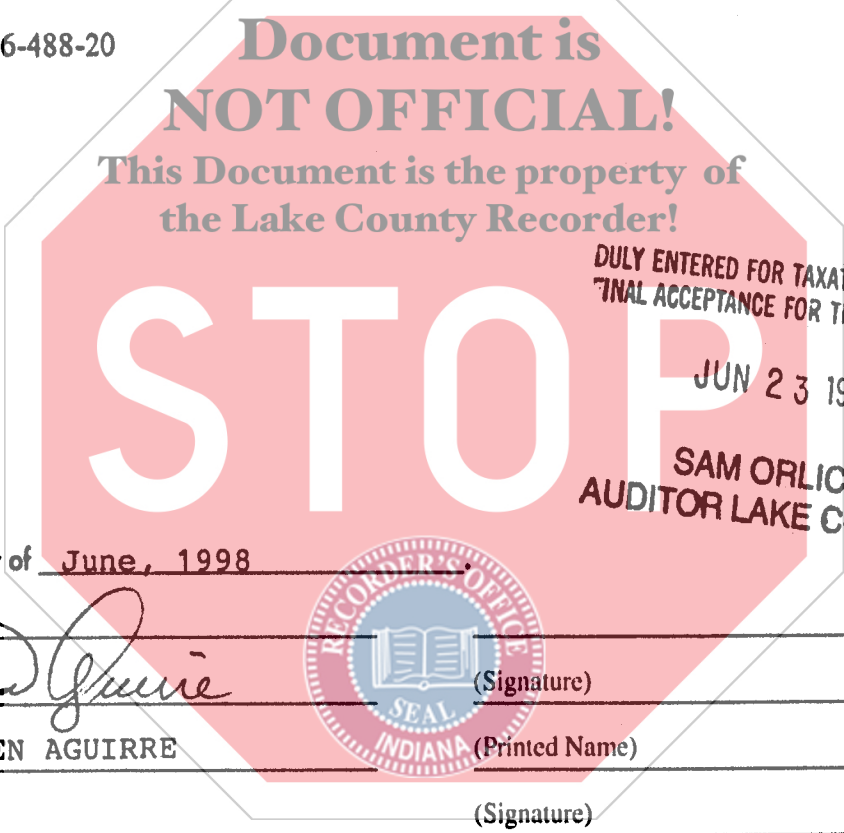 6-488-20
Document is
NOT OFFICIAL!
This Document is the property of
the Lake County Recorder!
DULY ENTERED FOR TAXAT
FINAL ACCEPTANCE FOR T
JUN 23 19
STOP
SAM ORLIC
AUDITOR LAKE C
of June, 1998.
RECORDER'S OFFICE
SEAL
INDIANA
(Signature)
EN AGUIRRE
(Printed Name)
(Signature)